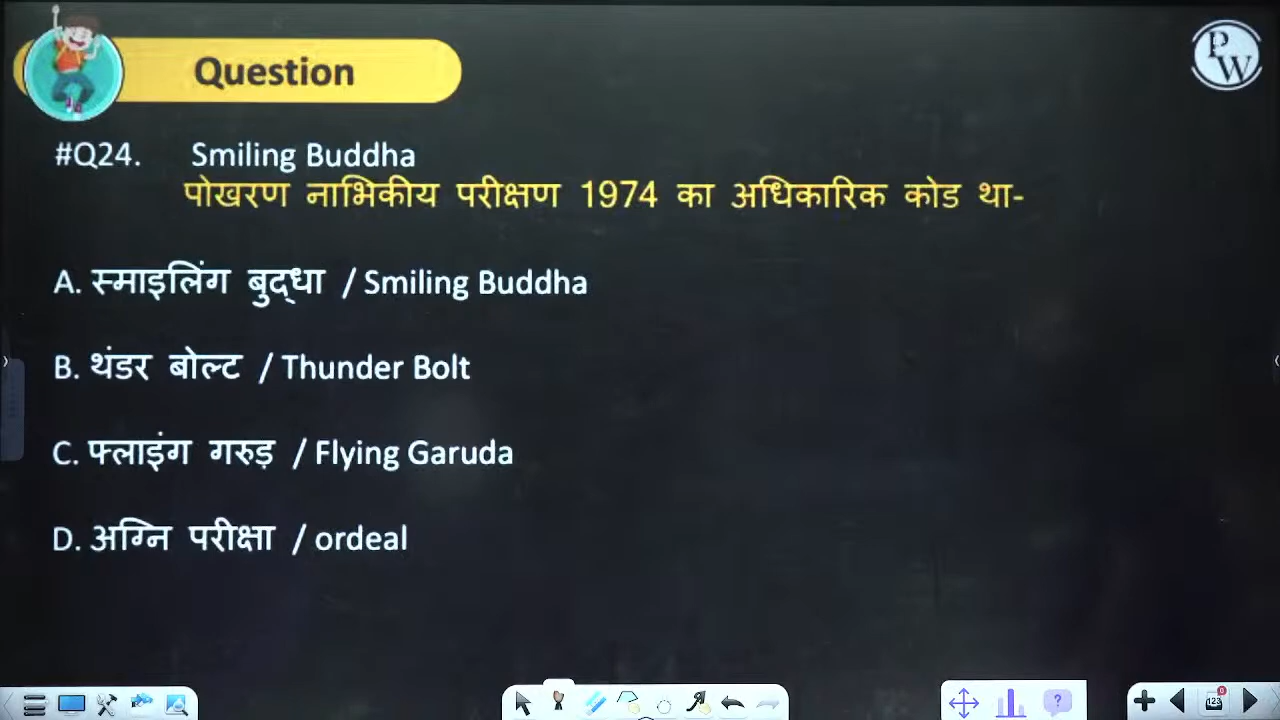 Question
PW
#Q24. Smiling Buddha
पोखरण नाभिकीय परीक्षण 1974 का अधिकारिक कोड था-
A. स्माइलिंग बुद्धा / Smiling Buddha
B. थंडर बोल्ट / Thunder Bolt
C. फ्लाइंग गरुड़ / Flying Garuda
D. अग्नि परीक्षा / ordeal